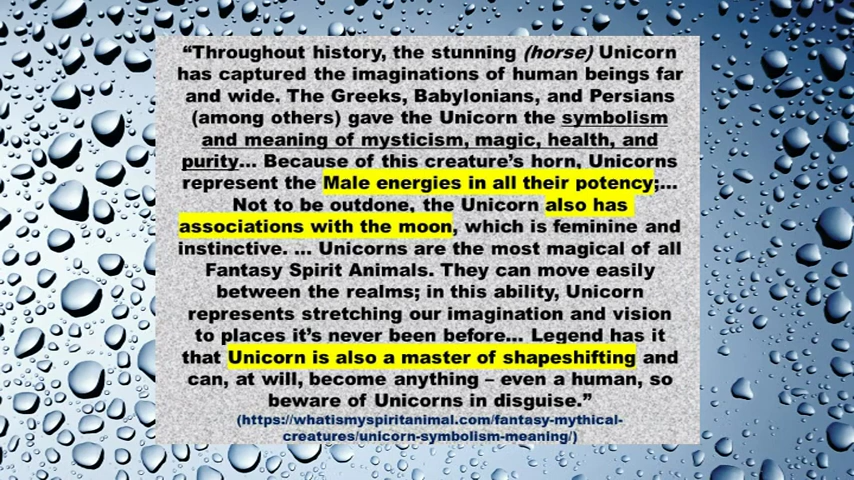 “Throughout history, the stunning (horse) Unicorn
has captured the imaginations of human beings far
and wide. The Greeks, Babylonians, and Persians
(among others) gave the Unicorn the symbolism
and meaning of mysticism, magic, health, and
purity... Because of this creature’s horn, Unicorns
represent the Male energies in all their potency;...
Not to be outdone, the Unicorn also has
associations with the moon, which is feminine and
instinctive. ... Unicorns are the most magical of all
Fantasy Spirit Animals. They can move easily
between the realms; in this ability, Unicorn
represents stretching our imagination and vision
to places it’s never been before... Legend has it
that Unicorn is also a master of shapeshifting and
can, at will, become anything – even a human, so
beware of Unicorns in disguise.”
(https://whatismyspiritanimal.com/fantasy-mythical-
creatures/unicorn-symbolism-meaning/)